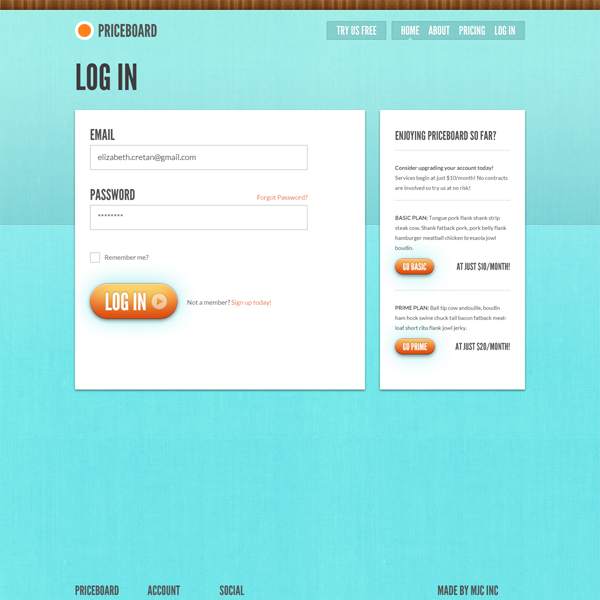 PRICEBOARD
TRY US FREE
HOME ABOUT PRICING LOG IN
LOG IN
EMAIL
elizabeth.cretan@gmail.com
PASSWORD
Forgot Password?
********
Remember me?
LOG IN
Not a member? Sign up today!
ENJOYING PRICEBOARD SO FAR?
Consider upgrading your account today!
Services begin at just $10/month! No contracts
are involved so try us at no risk!
BASIC PLAN: Tongue pork flank shank strip
steak cow. Shank fatback pork, pork belly flank
hamburger meatball chicken bresaola jowl
boudin.
GO BASIC
AT JUST $10/MONTH!
PRIME PLAN: Ball tip cow andouille, boudin
ham hock swine chuck tail bacon fatback meat-
loaf short ribs flank jowl jerky.
GO PRIME
AT JUST $20/MONTH!
PRICEBOARD
ACCOUNT
SOCIAL
MADE BY MJC INC